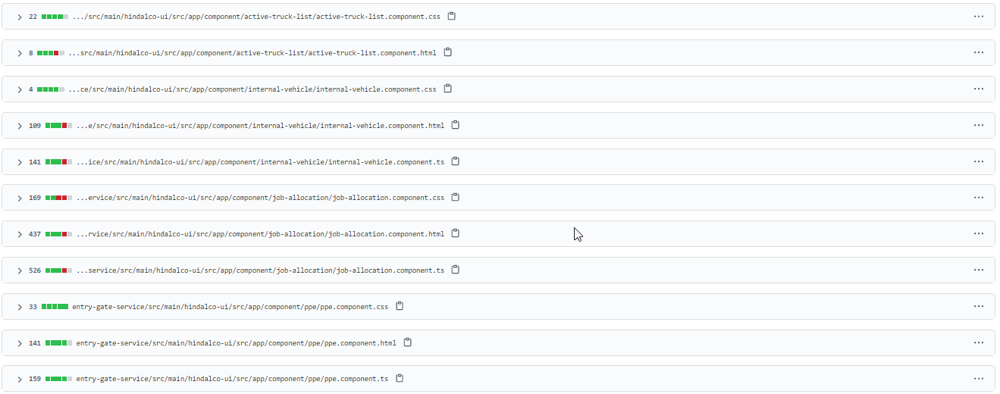 22 .../src/main/hindalco-ui/src/app/component/active-truck-list/active-truck-list.component.css
8 ...src/main/hindalco-ui/src/app/component/active-truck-list/active-truck-list.component.html
4 ...ce/src/main/hindalco-ui/src/app/component/internal-vehicle/internal-vehicle.component.css
109 ...e/src/main/hindalco-ui/src/app/component/internal-vehicle/internal-vehicle.component.html
141 ...ice/src/main/hindalco-ui/src/app/component/internal-vehicle/internal-vehicle.component.ts
169 ...ervice/src/main/hindalco-ui/src/app/component/job-allocation/job-allocation.component.css
437 ...rvice/src/main/hindalco-ui/src/app/component/job-allocation/job-allocation.component.html
526 ...service/src/main/hindalco-ui/src/app/component/job-allocation/job-allocation.component.ts
33 entry-gate-service/src/main/hindalco-ui/src/app/component/ppe/ppe.component.css
141 entry-gate-service/src/main/hindalco-ui/src/app/component/ppe/ppe.component.html
159 entry-gate-service/src/main/hindalco-ui/src/app/component/ppe/ppe.component.ts